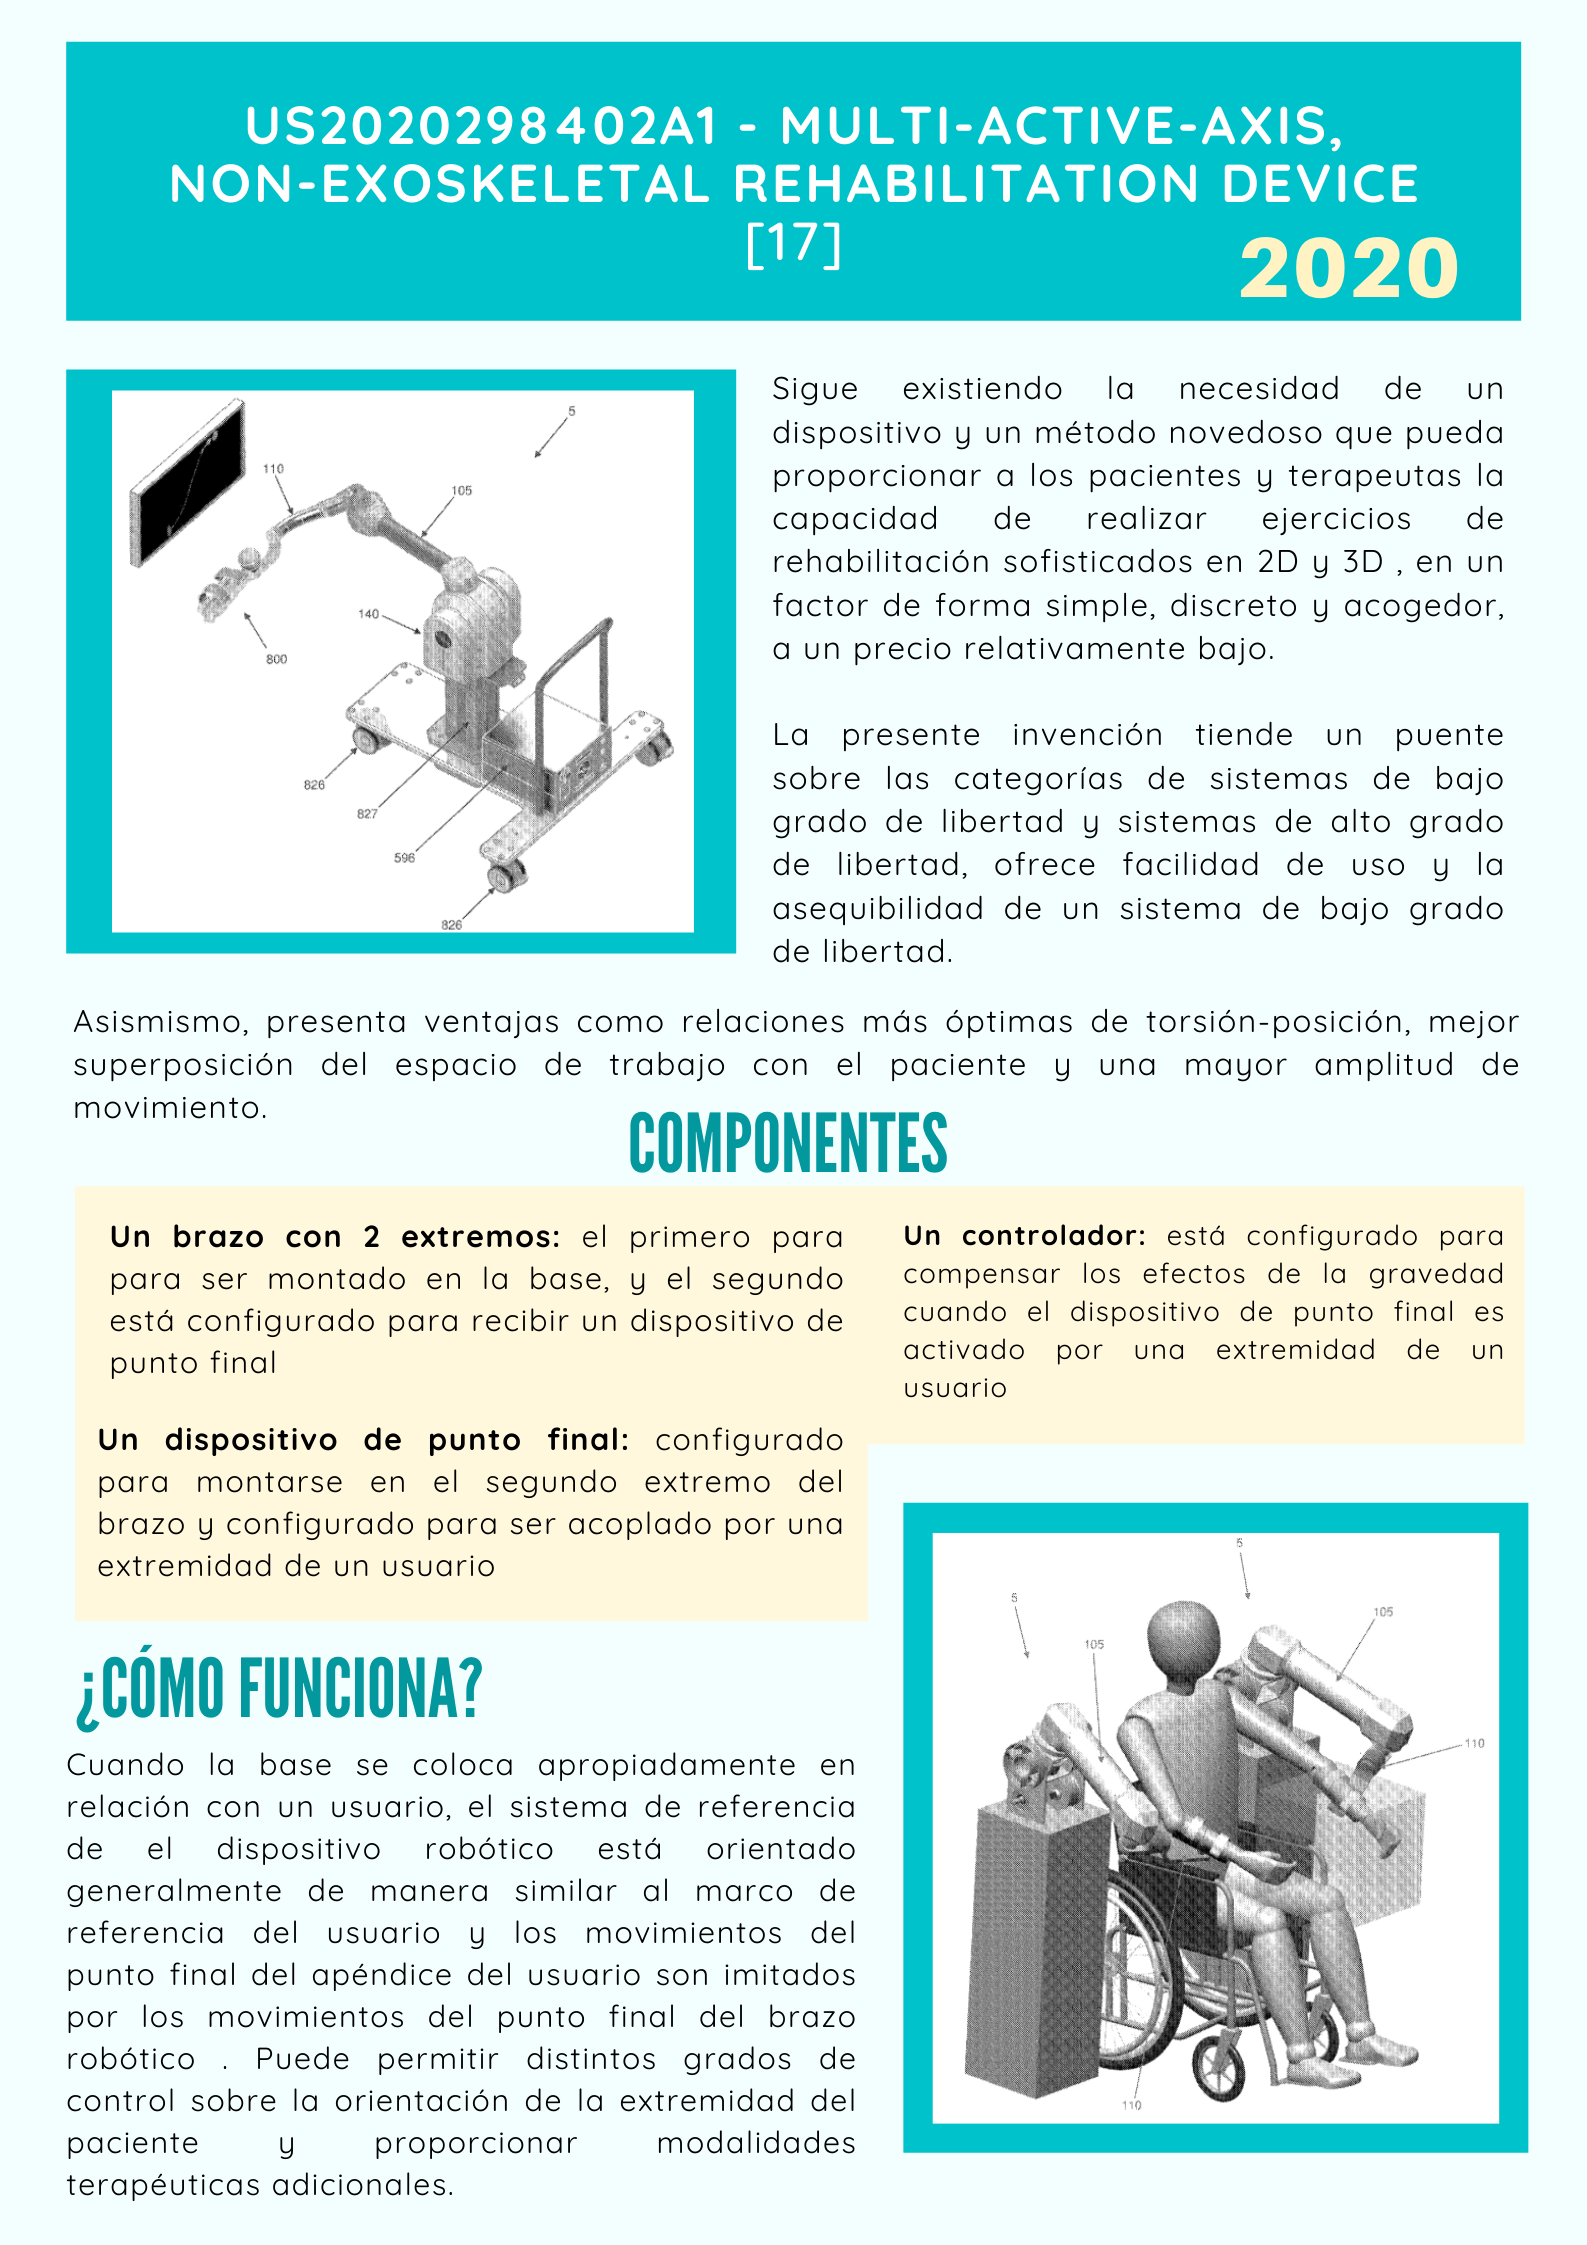 US2020298402A1 - MULTI-ACTIVE-AXIS,
NON-EXOSKELETAL REHABILITATION DEVICE
[17]
2020
5
110
105
140
800
826
827
596
826
Sigue existiendo la necesidad de un
dispositivo y un método novedoso que pueda
proporcionar a los pacientes y terapeutas la
capacidad de realizar ejercicios de
rehabilitación sofisticados en 2D y 3D , en un
factor de forma simple, discreto y acogedor,
a un precio relativamente bajo.
La presente invención tiende un puente
sobre las categorías de sistemas de bajo
grado de libertad y sistemas de alto grado
de libertad, ofrece facilidad de uso y la
asequibilidad de un sistema de bajo grado
de libertad.
Asismismo, presenta ventajas como relaciones más óptimas de torsión-posición, mejor
superposición del espacio de trabajo con el paciente y una mayor amplitud de
movimiento.
COMPONENTES
Un brazo con 2 extremos: el primero para
para ser montado en la base, y el segundo
está configurado para recibir un dispositivo de
punto final
Un dispositivo de punto final: configurado
para montarse en el segundo extremo del
brazo y configurado para ser acoplado por una
extremidad de un usuario
Un controlador: está configurado para
compensar los efectos de la gravedad
cuando el dispositivo de punto final es
activado por una extremidad de un
usuario
¿CÓMO FUNCIONA?
Cuando la base se coloca apropiadamente en
relación con un usuario, el sistema de referencia
de el dispositivo robótico está orientado
generalmente de manera similar al marco de
referencia del usuario y los movimientos del
punto final del apéndice del usuario son imitados
por los movimientos del punto final del brazo
robótico . Puede permitir distintos grados de
control sobre la orientación de la extremidad del
paciente y proporcionar modalidades
terapéuticas adicionales.
5
5
105
105
110
110